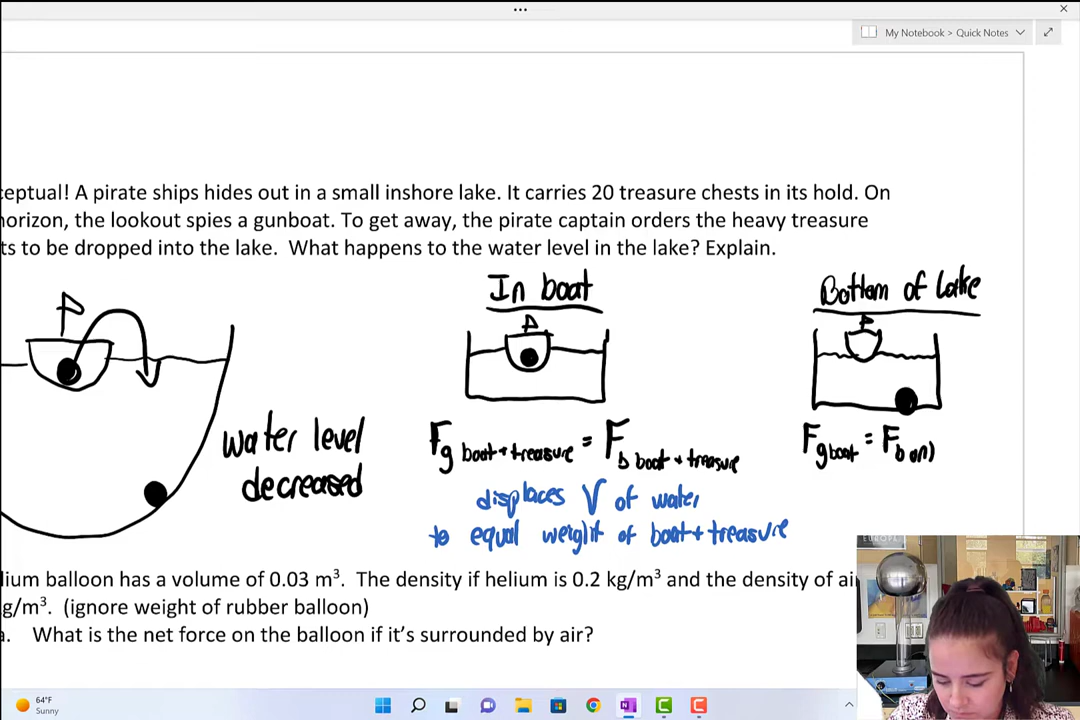 My Notebook > Quick Notes
ceptual! A pirate ships hides out in a small inshore lake. It carries 20 treasure chests in its hold. On
horizon, the lookout spies a gunboat. To get away, the pirate captain orders the heavy treasure
ts to be dropped into the lake. What happens to the water level in the lake? Explain.
In boat
Bottom of lake
water level
decreased
Fg boat + treasure = Fb boat + treasure
Fg boat = Fb on
displaces V of water
to equal weight of boat + treasure
EUROPA
lium balloon has a volume of 0.03 m³. The density if helium is 0.2 kg/m³ and the density of ai
g/m³. (ignore weight of rubber balloon)
a. What is the net force on the balloon if it's surrounded by air?
64°F
Sunny